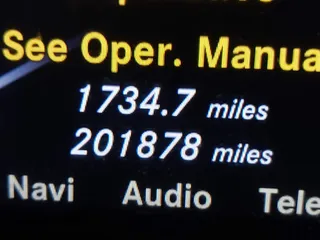 See Oper. Manua
1734.7 miles
201878 miles
Navi Audio Tele